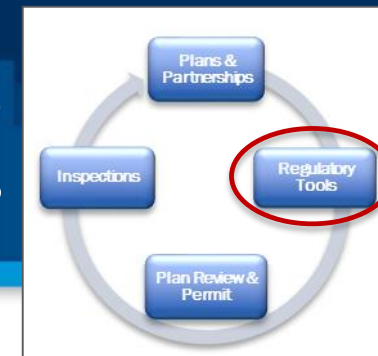 Plans &
Partnerships
Regulatory
Tools
Plan Review &
Permit
Inspections